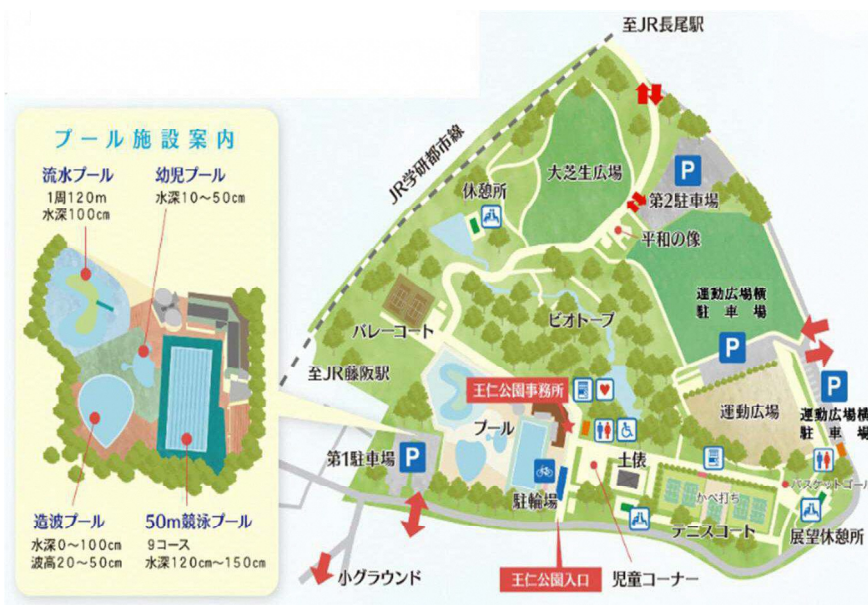 プール施設案内
流水プール
1周120m
水深100cm
幼児プール
水深10〜50cm
造波プール
水深0〜100cm
波高20〜50cm
50m競泳プール
9コース
水深120cm〜150cm
至JR長尾駅
JR学研都市線
大芝生広場
P
第2駐車場
休憩所
平和の像
運動広場横
駐車場
P
バレーコート
ビオトープ
至JR藤阪駅
王仁公園事務所
運動広場
P
運動広場横
駐車場
プール
第1駐車場
P
土俵
バスケットゴール
かべ打ち
駐輪場
テニスコート
展望休憩所
小グラウンド
王仁公園入口
児童コーナー